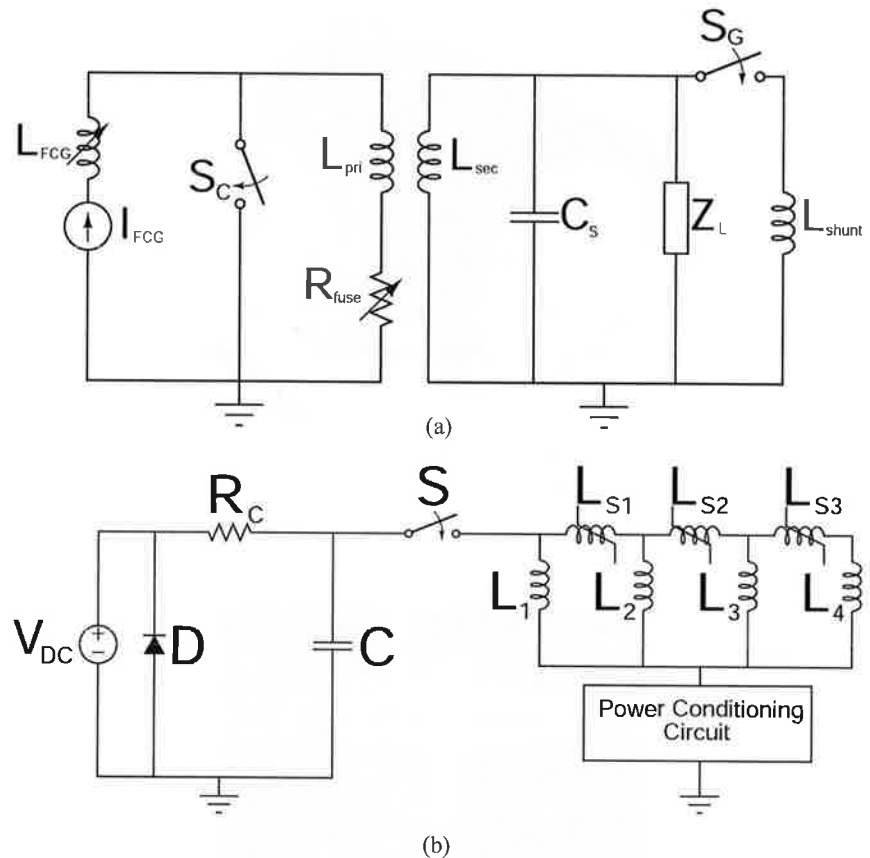 S_G
L_FCG
S_C
L_pri
L_sec
C_s
Z_L
L_shunt
I_FCG
R_fuse
(a)
R_C
S
L_S1
L_S2
L_S3
L_1
L_2
L_3
L_4
V_DC
+
−
D
C
Power Conditioning
Circuit
(b)